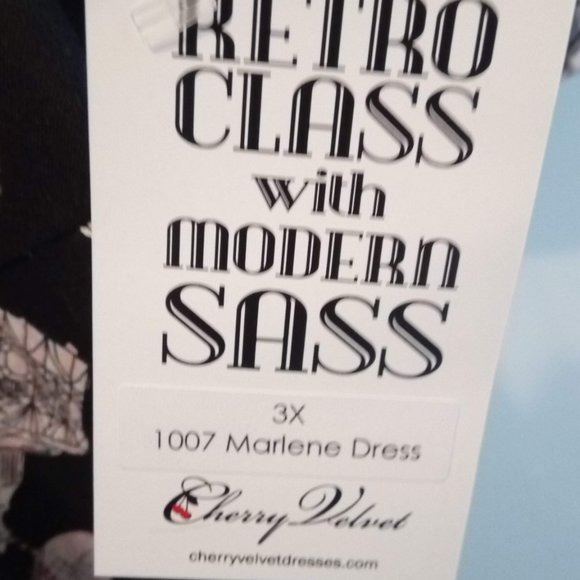 RETRO
CLASS
with
MODERN
SASS
3X
1007 Marlene Dress
Cherry Velvet
cherryvelvetdresses.com